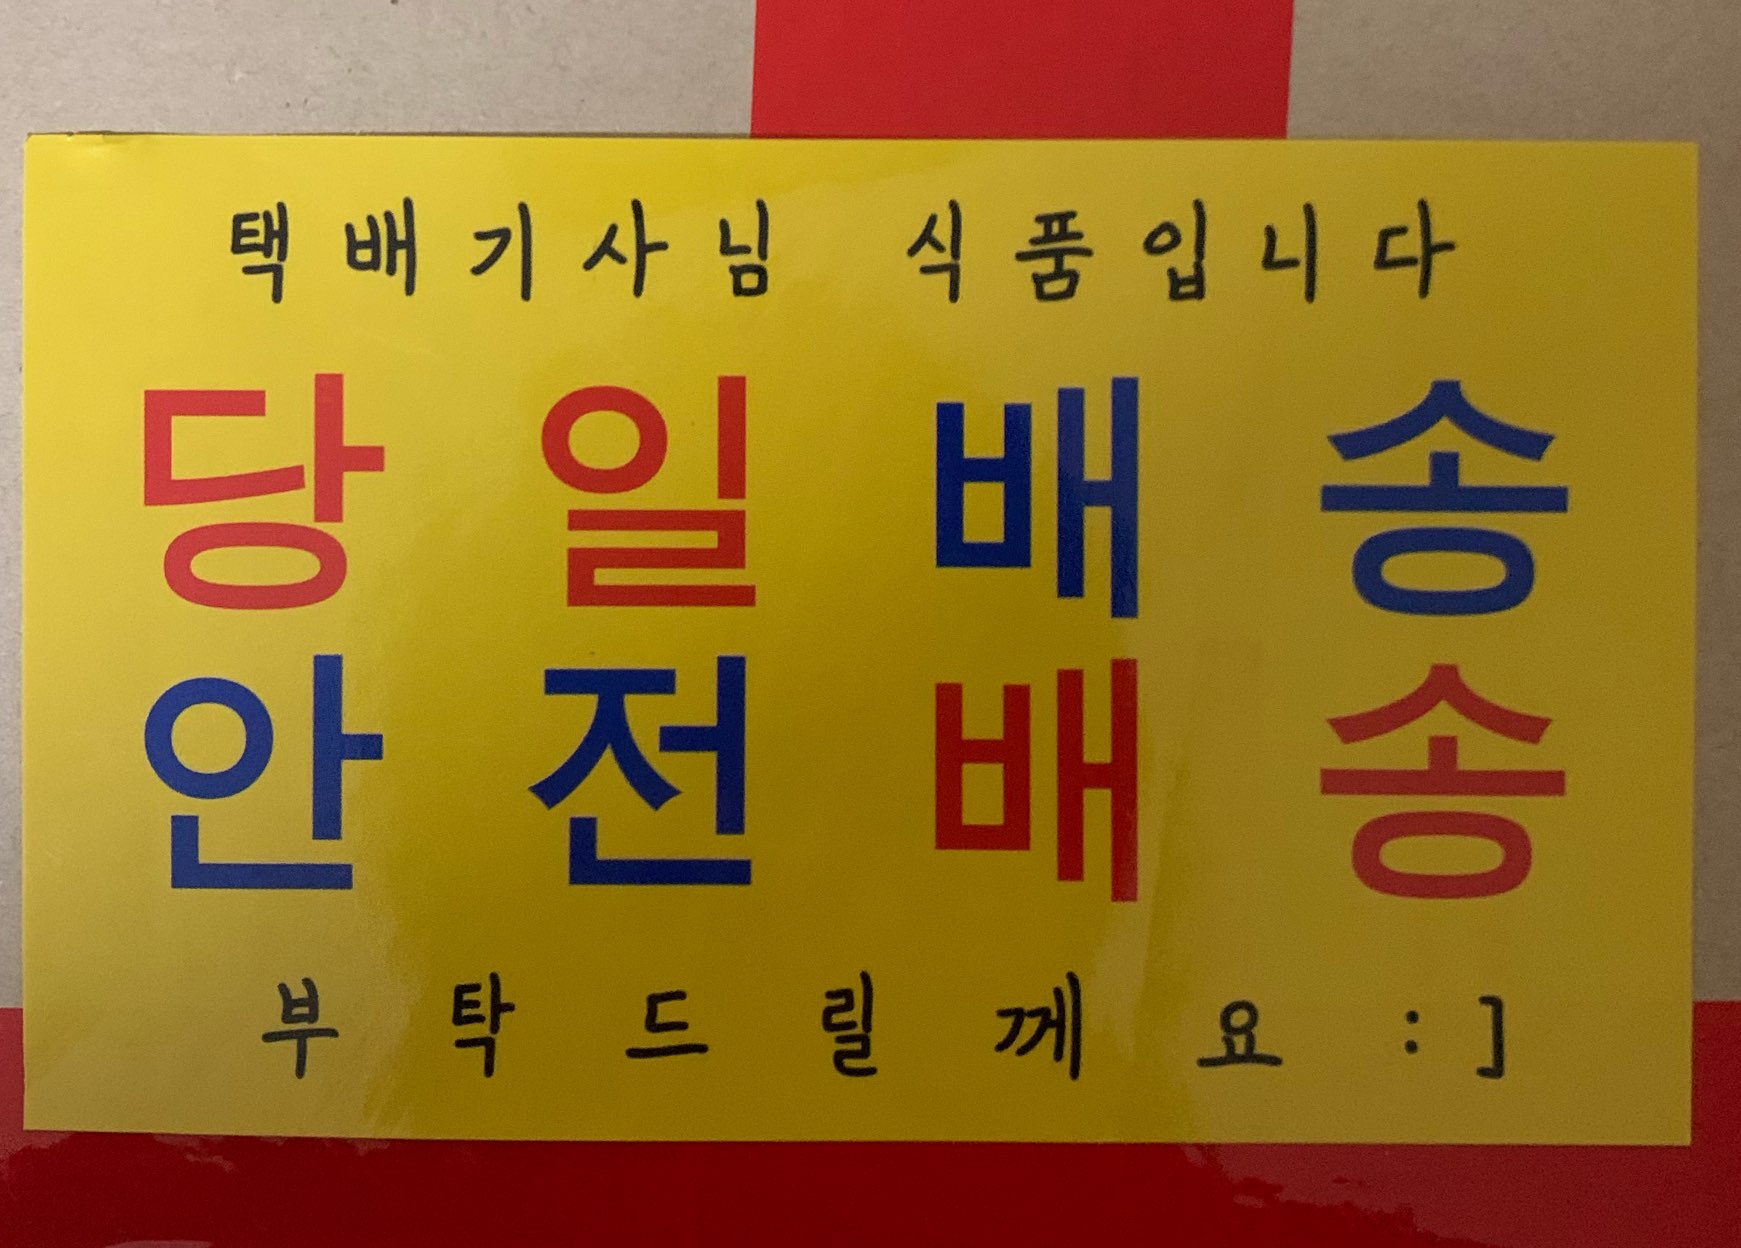 택배기사님 식품입니다
당일배송
안전배송
부탁드릴께요 :]